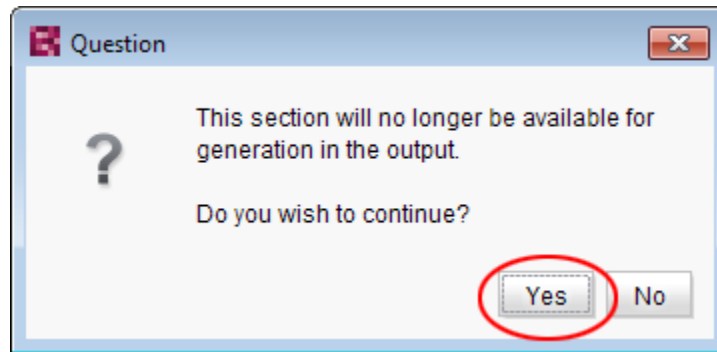 Question
This section will no longer be available for
generation in the output.
Do you wish to continue?
Yes No